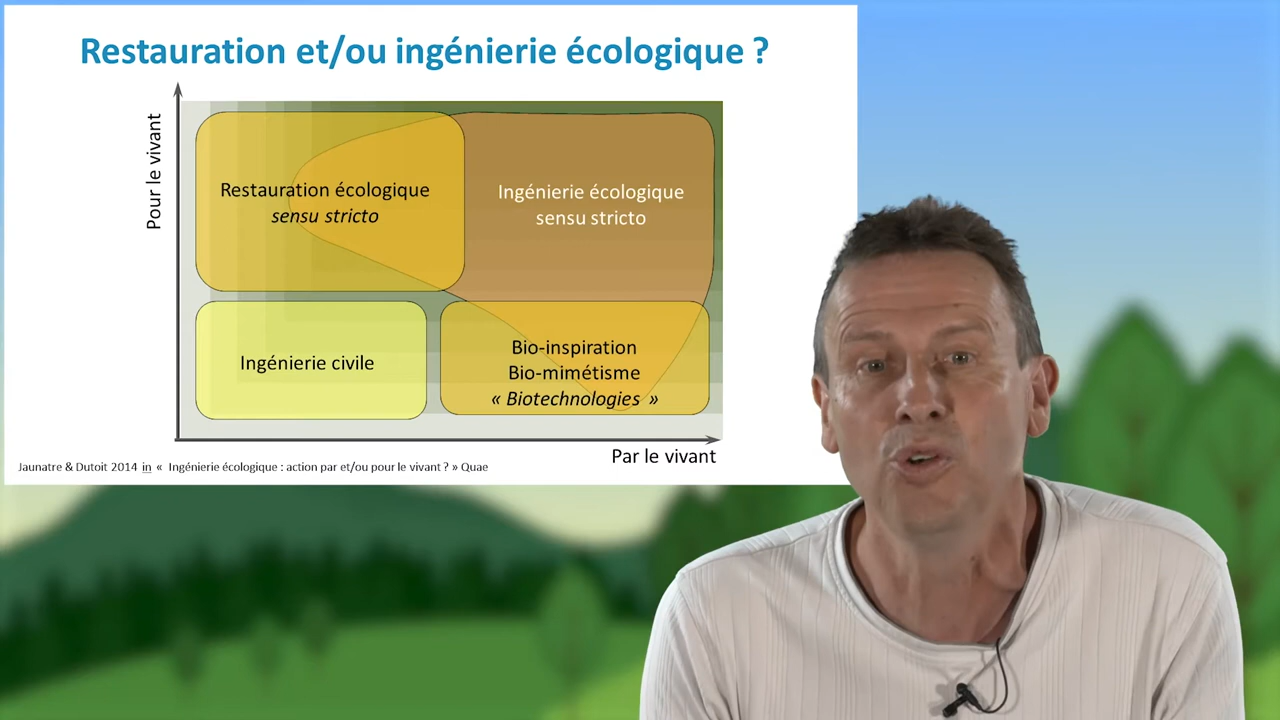 Restauration et/ou ingénierie écologique ?
Pour le vivant
Restauration écologique
sensu stricto
Ingénierie écologique
sensu stricto
Ingénierie civile
Bio-inspiration
Bio-mimétisme
« Biotechnologies »
Par le vivant
Jaunatre & Dutoit 2014 in « Ingénierie écologique : action par et/ou pour le vivant ? » Quae